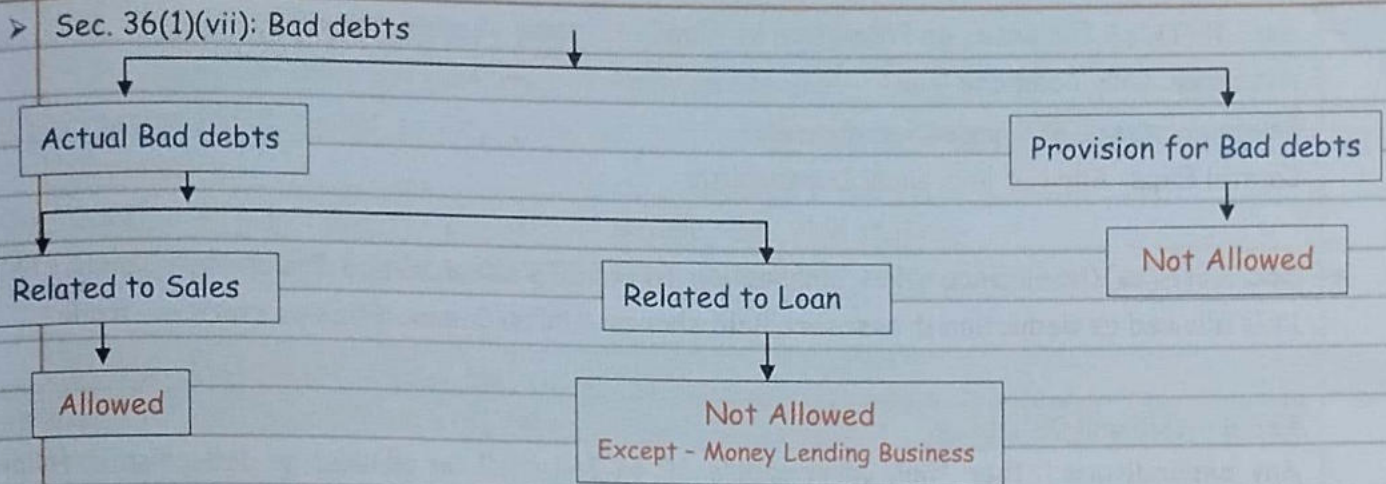 ➢ Sec. 36(1)(vii): Bad debts
Actual Bad debts
Provision for Bad debts
Not Allowed
Related to Sales
Related to Loan
Allowed
Not Allowed
Except - Money Lending Business